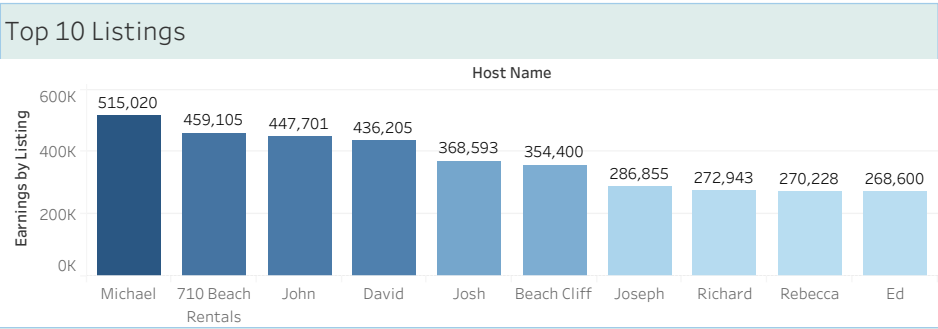 Top 10 Listings
Host Name
Earnings by Listing
600K
400K
200K
0K
515,020
459,105
447,701
436,205
368,593
354,400
286,855
272,943
270,228
268,600
Michael
710 Beach
Rentals
John
David
Josh
Beach Cliff
Joseph
Richard
Rebecca
Ed